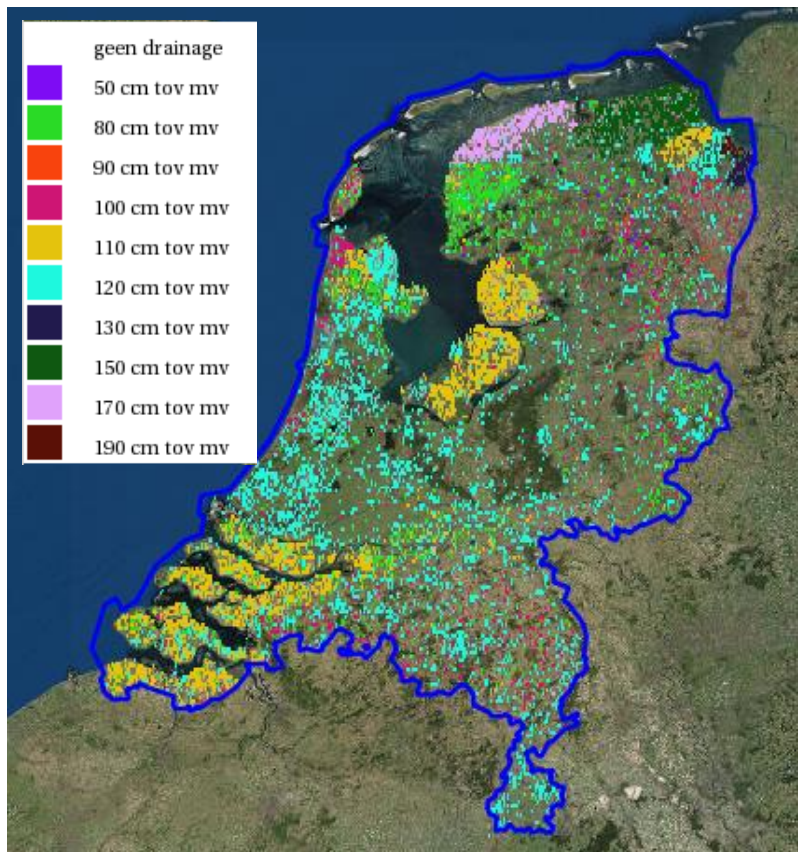 geen drainage
50 cm tov mv
80 cm tov mv
90 cm tov mv
100 cm tov mv
110 cm tov mv
120 cm tov mv
130 cm tov mv
150 cm tov mv
170 cm tov mv
190 cm tov mv